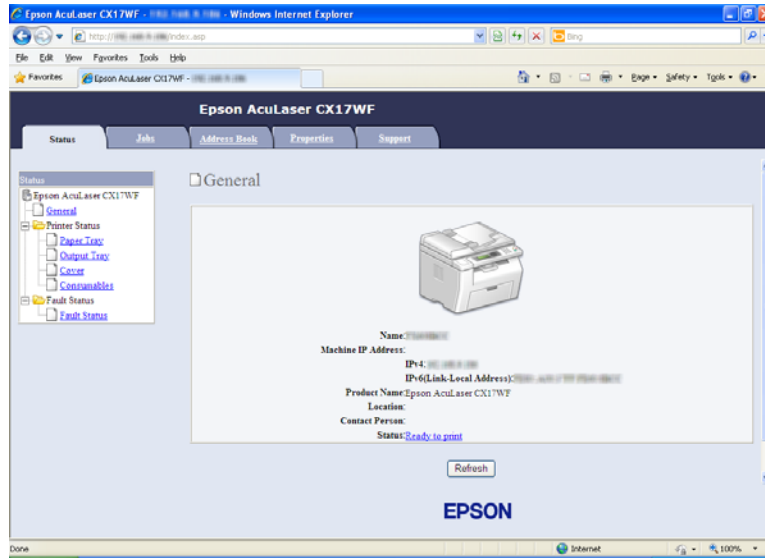 Epson AcuLaser CX17WF - - Windows Internet Explorer
http:// /index.asp
Bing
File Edit View Favorites Tools Help
Favorites Epson AcuLaser CX17WF -
Page Safety Tools
Epson AcuLaser CX17WF
Status Jobs Address Book Properties Support
Status
Epson AcuLaser CX17WF
General
Printer Status
Paper Tray
Output Tray
Cover
Consumables
Fault Status
Fault Status
General
Name:
Machine IP Address:
IPv4:
IPv6(Link-Local Address):
Product Name:Epson AcuLaser CX17WF
Location:
Contact Person:
Status:Ready to print
Refresh
EPSON
Done Internet 100%